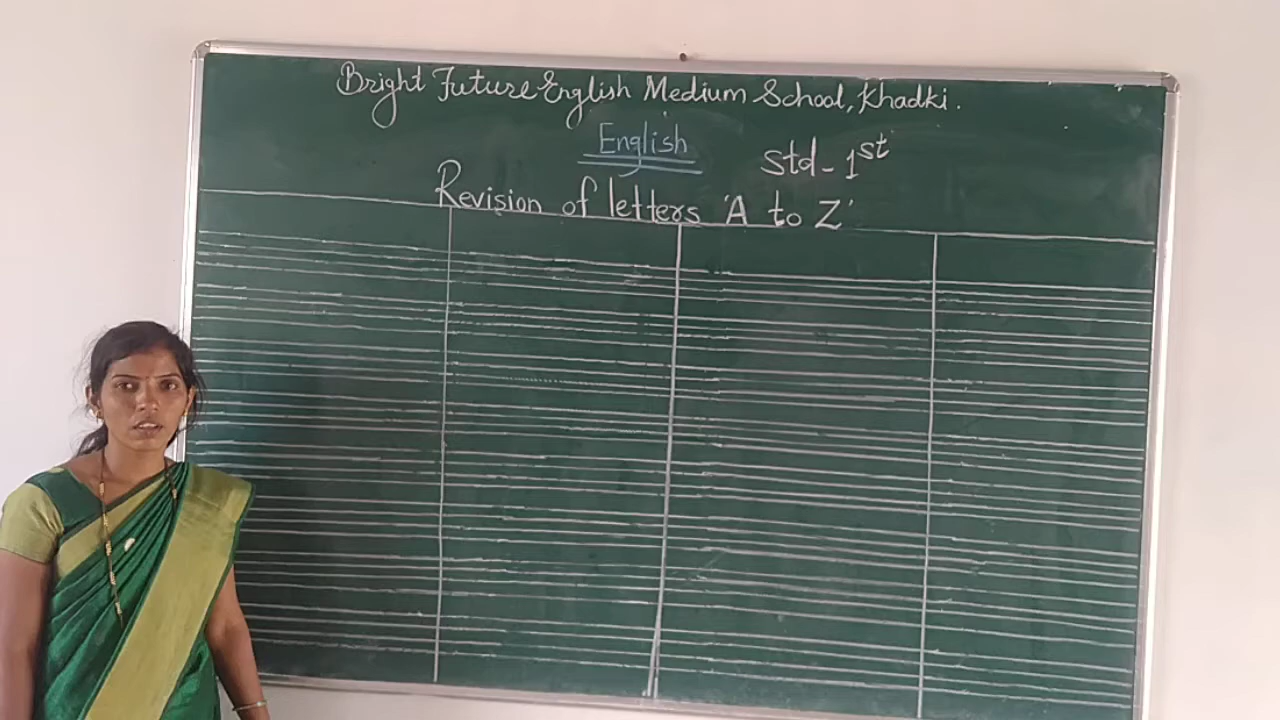 Bright Future English Medium School, Khadki.
English
Std - 1st
Revision of letters 'A to Z'